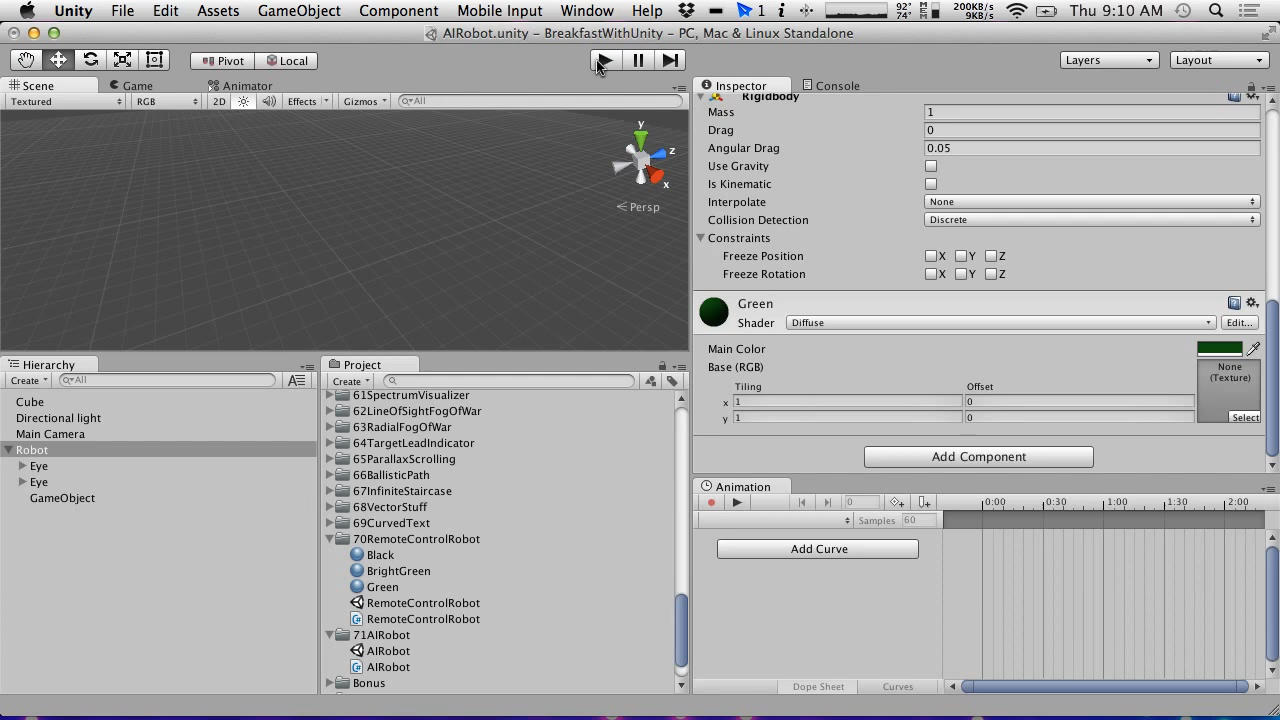 Unity File Edit Assets GameObject Component Mobile Input Window Help 1 92° 74° MEM 200KB/s 9KB/s Thu 9:10 AM
AIRobot.unity - BreakfastWithUnity - PC, Mac & Linux Standalone
Pivot Local Layers Layout
Scene Game Animator
Textured RGB 2D Effects Gizmos All
y
z
x
Persp
Hierarchy
Create All
Cube
Directional light
Main Camera
Robot
Eye
Eye
GameObject
Project
Create
61SpectrumVisualizer
62LineOfSightFogOfWar
63RadialFogOfWar
64TargetLeadIndicator
65ParallaxScrolling
66BallisticPath
67InfiniteStaircase
68VectorStuff
69CurvedText
70RemoteControlRobot
Black
BrightGreen
Green
RemoteControlRobot
RemoteControlRobot
71AIRobot
AIRobot
AIRobot
Bonus
Inspector Console
Rigidbody
Mass 1
Drag 0
Angular Drag 0.05
Use Gravity
Is Kinematic
Interpolate None
Collision Detection Discrete
Constraints
Freeze Position X Y Z
Freeze Rotation X Y Z
Green
Shader Diffuse Edit...
Main Color
Base (RGB) None
(Texture)
Tiling Offset
x 1 0
y 1 0 Select
Add Component
Animation
0 0:00 0:30 1:00 1:30 2:00
Samples 60
Add Curve
Dope Sheet Curves